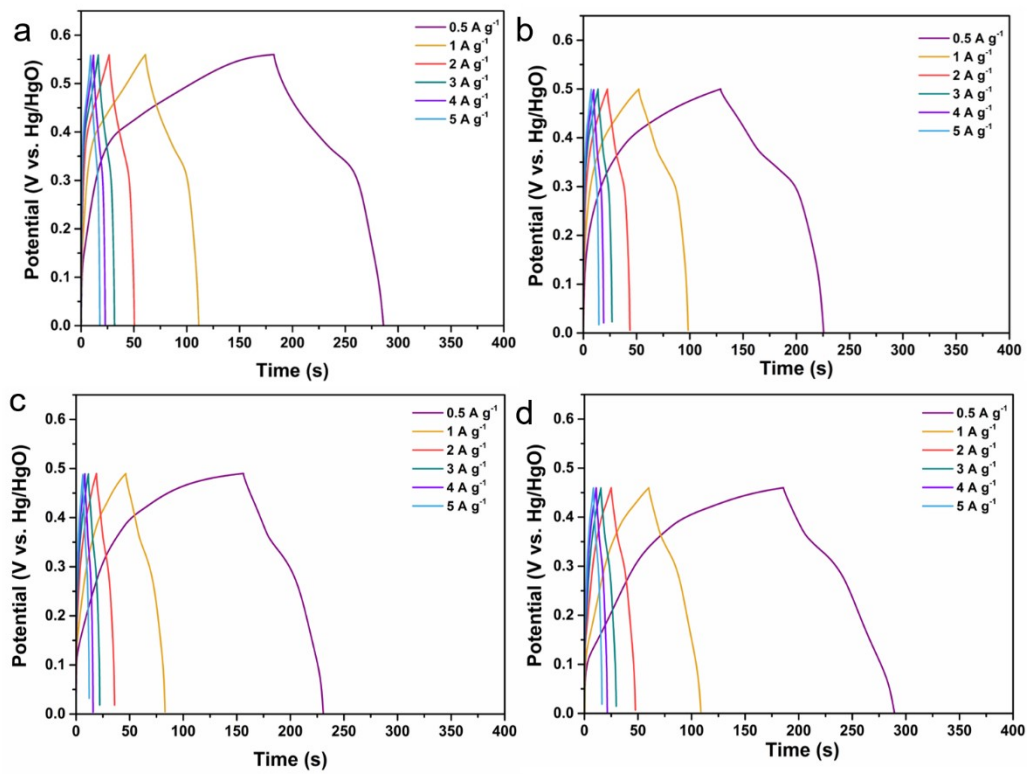 a
0.5 A g⁻¹
1 A g⁻¹
2 A g⁻¹
3 A g⁻¹
4 A g⁻¹
5 A g⁻¹
Potential (V vs. Hg/HgO)
0.6
0.5
0.4
0.3
0.2
0.1
0.0
0 50 100 150 200 250 300 350 400
Time (s)
b
0.5 A g⁻¹
1 A g⁻¹
2 A g⁻¹
3 A g⁻¹
4 A g⁻¹
5 A g⁻¹
Potential (V vs. Hg/HgO)
0.6
0.5
0.4
0.3
0.2
0.1
0.0
0 50 100 150 200 250 300 350 400
Time (s)
c
0.5 A g⁻¹
1 A g⁻¹
2 A g⁻¹
3 A g⁻¹
4 A g⁻¹
5 A g⁻¹
Potential (V vs. Hg/HgO)
0.6
0.5
0.4
0.3
0.2
0.1
0.0
0 50 100 150 200 250 300 350 400
Time (s)
d
0.5 A g⁻¹
1 A g⁻¹
2 A g⁻¹
3 A g⁻¹
4 A g⁻¹
5 A g⁻¹
Potential (V vs. Hg/HgO)
0.6
0.5
0.4
0.3
0.2
0.1
0.0
0 50 100 150 200 250 300 350 400
Time (s)